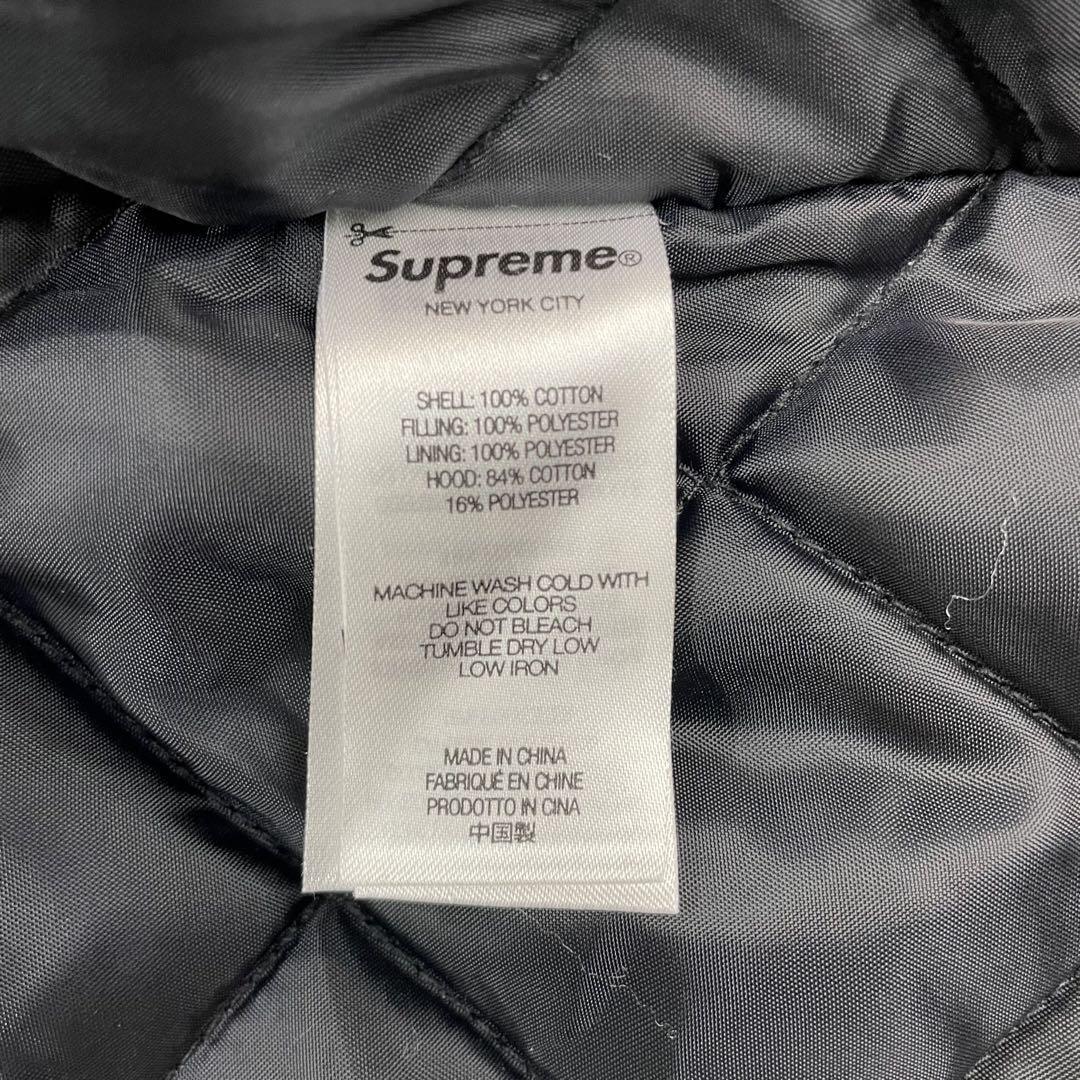 Supreme®
NEW YORK CITY
SHELL: 100% COTTON
FILLING: 100% POLYESTER
LINING: 100% POLYESTER
HOOD: 84% COTTON
16% POLYESTER
MACHINE WASH COLD WITH
LIKE COLORS
DO NOT BLEACH
TUMBLE DRY LOW
LOW IRON
MADE IN CHINA
FABRIQUÉ EN CHINE
PRODOTTO IN CINA
中国製